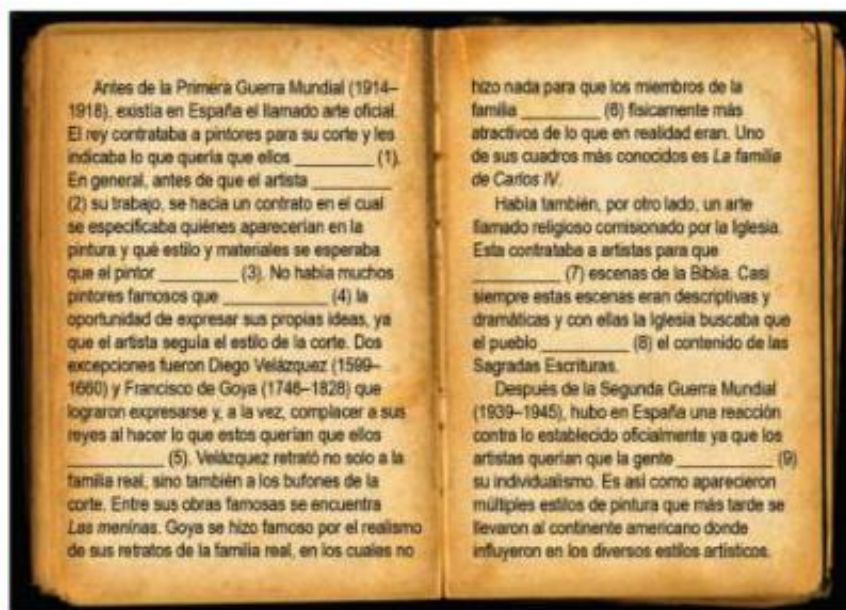 Antes de la Primera Guerra Mundial (1914–
1918), existía en España el llamado arte oficial.
El rey contrataba a pintores para su corte y les
indicaba lo que quería que ellos __________ (1).
En general, antes de que el artista __________
(2) su trabajo, se hacía un contrato en el cual
se especificaba quiénes aparecerían en la
pintura y qué estilo y materiales se esperaba
que el pintor __________ (3). No había muchos
pintores famosos que _____________ (4) la
oportunidad de expresar sus propias ideas, ya
que el artista seguía el estilo de la corte. Dos
excepciones fueron Diego Velázquez (1599–
1660) y Francisco de Goya (1746–1828) que
lograron expresarse y, a la vez, complacer a sus
reyes al hacer lo que estos querían que ellos
____________ (5). Velázquez retrató no solo a la
familia real, sino también a los bufones de la
corte. Entre sus obras famosas se encuentra
Las meninas. Goya se hizo famoso por el realismo
de sus retratos de la familia real, en los cuales no
hizo nada para que los miembros de la
familia __________ (6) físicamente más
atractivos de lo que en realidad eran. Uno
de sus cuadros más conocidos es La familia
de Carlos IV.
Había también, por otro lado, un arte
llamado religioso comisionado por la Iglesia.
Esta contrataba a artistas para que
___________ (7) escenas de la Biblia. Casi
siempre estas escenas eran descriptivas y
dramáticas y con ellas la Iglesia buscaba que
el pueblo ___________ (8) el contenido de las
Sagradas Escrituras.
Después de la Segunda Guerra Mundial
(1939–1945), hubo en España una reacción
contra lo establecido oficialmente ya que los
artistas querían que la gente ____________ (9)
su individualismo. Es así como aparecieron
múltiples estilos de pintura que más tarde se
llevaron al continente americano donde
influyeron en los diversos estilos artísticos.